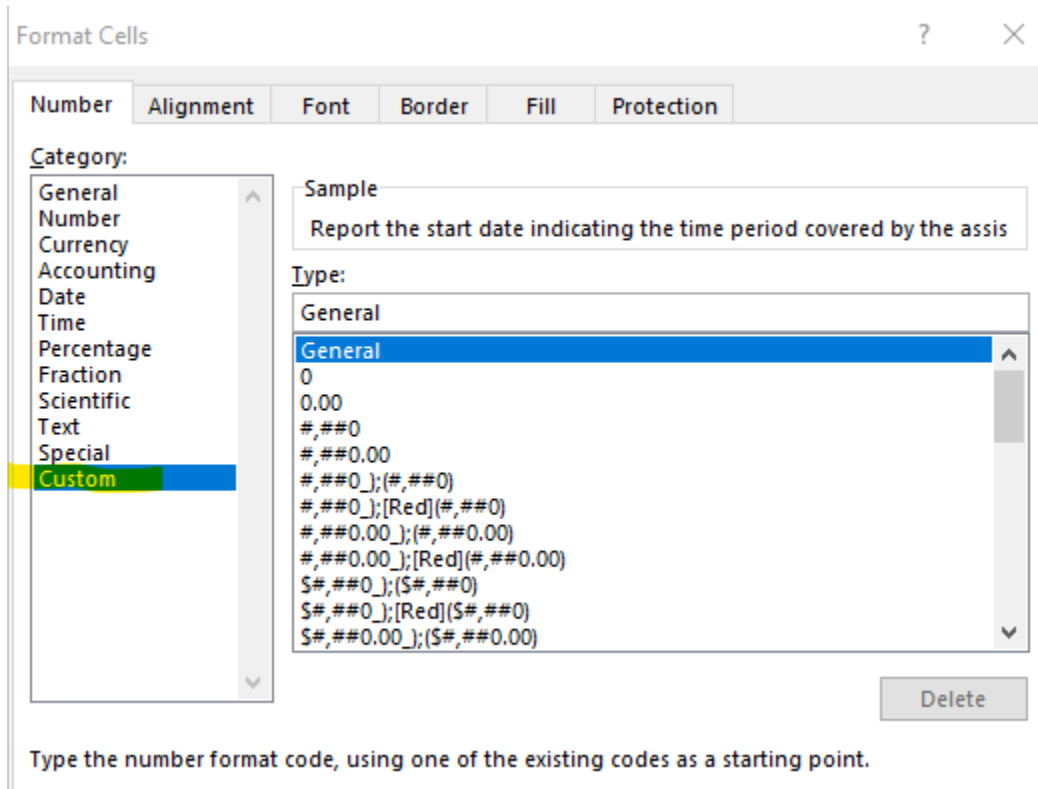 Format Cells
?
Number Alignment Font Border Fill Protection
Category:
General
Number
Currency
Accounting
Date
Time
Percentage
Fraction
Scientific
Text
Special
Custom
Sample
Report the start date indicating the time period covered by the assis
Type:
General
General
0
0.00
#,##0
#,##0.00
#,##0_);(#,##0)
#,##0_);[Red](#,##0)
#,##0.00_);(#,##0.00)
#,##0.00_);[Red](#,##0.00)
$#,##0_);($#,##0)
$#,##0_);[Red]($#,##0)
$#,##0.00_);($#,##0.00)
Delete
Type the number format code, using one of the existing codes as a starting point.